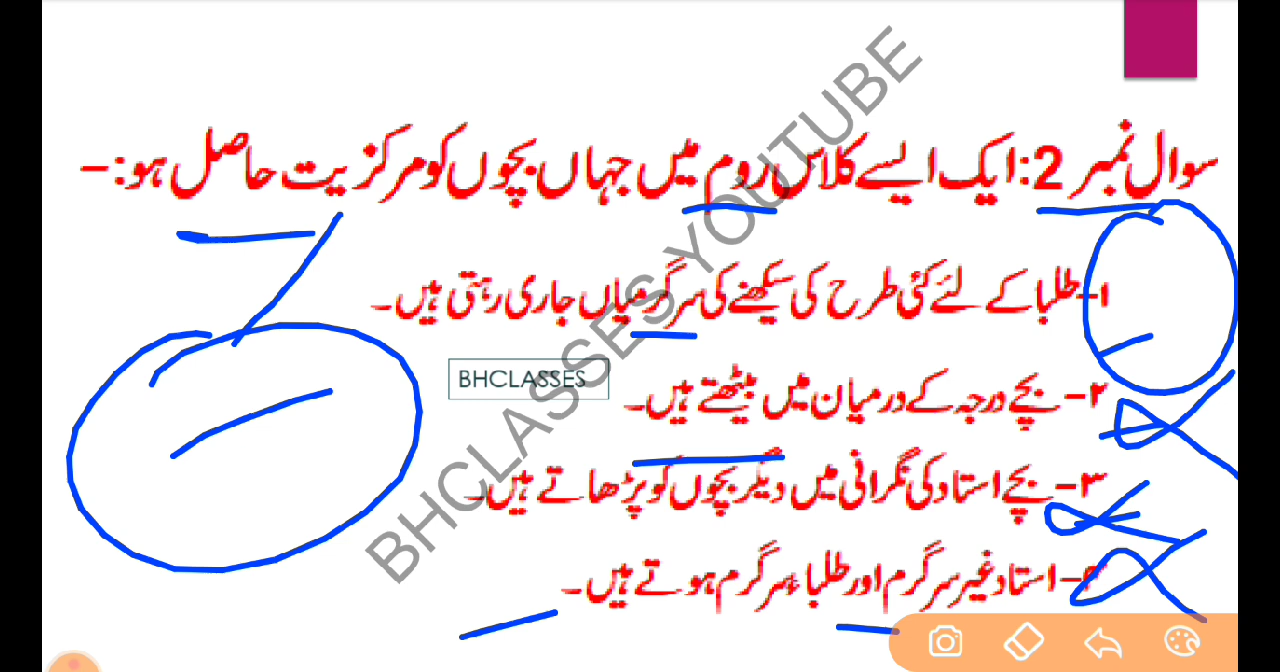 سوال نمبر 2: ایک ایسے کلاس روم میں جہاں بچوں کو مرکزیت حاصل ہو:-
۱- طلبا کے لئے کئی طرح کی سیکھنے کی سرگرمیاں جاری رہتی ہیں۔
BHCLASSES
۲- بچے درجہ کے درمیان میں بیٹھتے ہیں۔
۳- بچے استاد کی نگرانی میں دیگر بچوں کو پڑھاتے ہیں۔
۴- استاد غیر سرگرم اور طلباء سرگرم ہوتے ہیں۔
BHCLASSES YOUTUBE